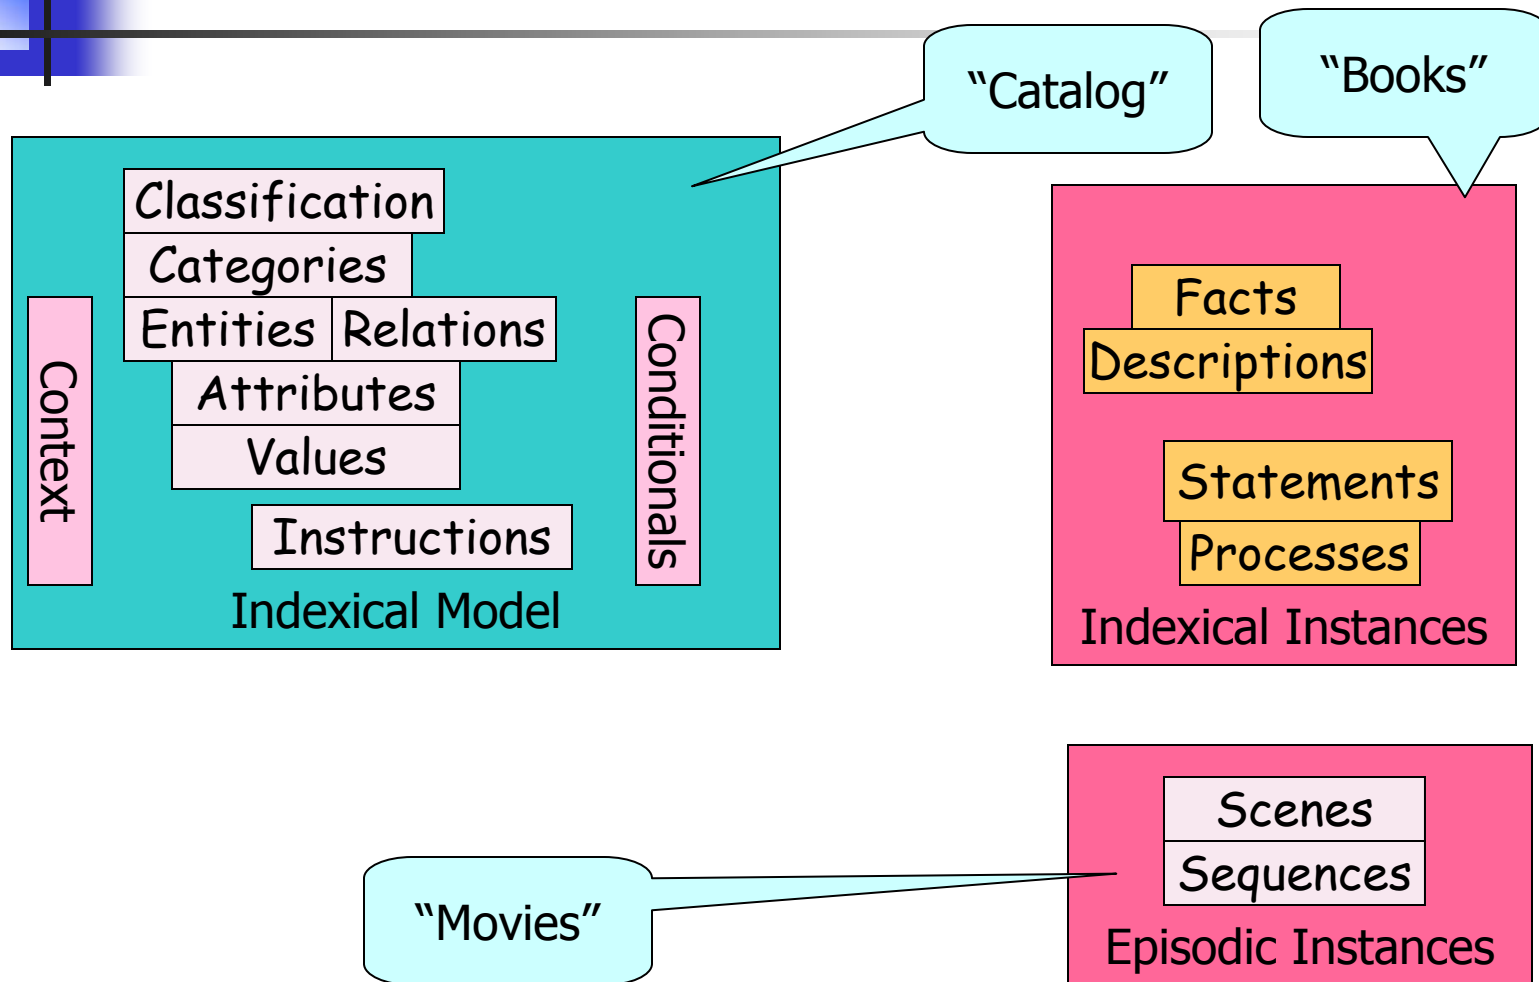 “Catalog”
“Books”
Classification
Categories
Entities
Relations
Attributes
Values
Instructions
Context
Conditionals
Indexical Model
Facts
Descriptions
Statements
Processes
Indexical Instances
“Movies”
Scenes
Sequences
Episodic Instances